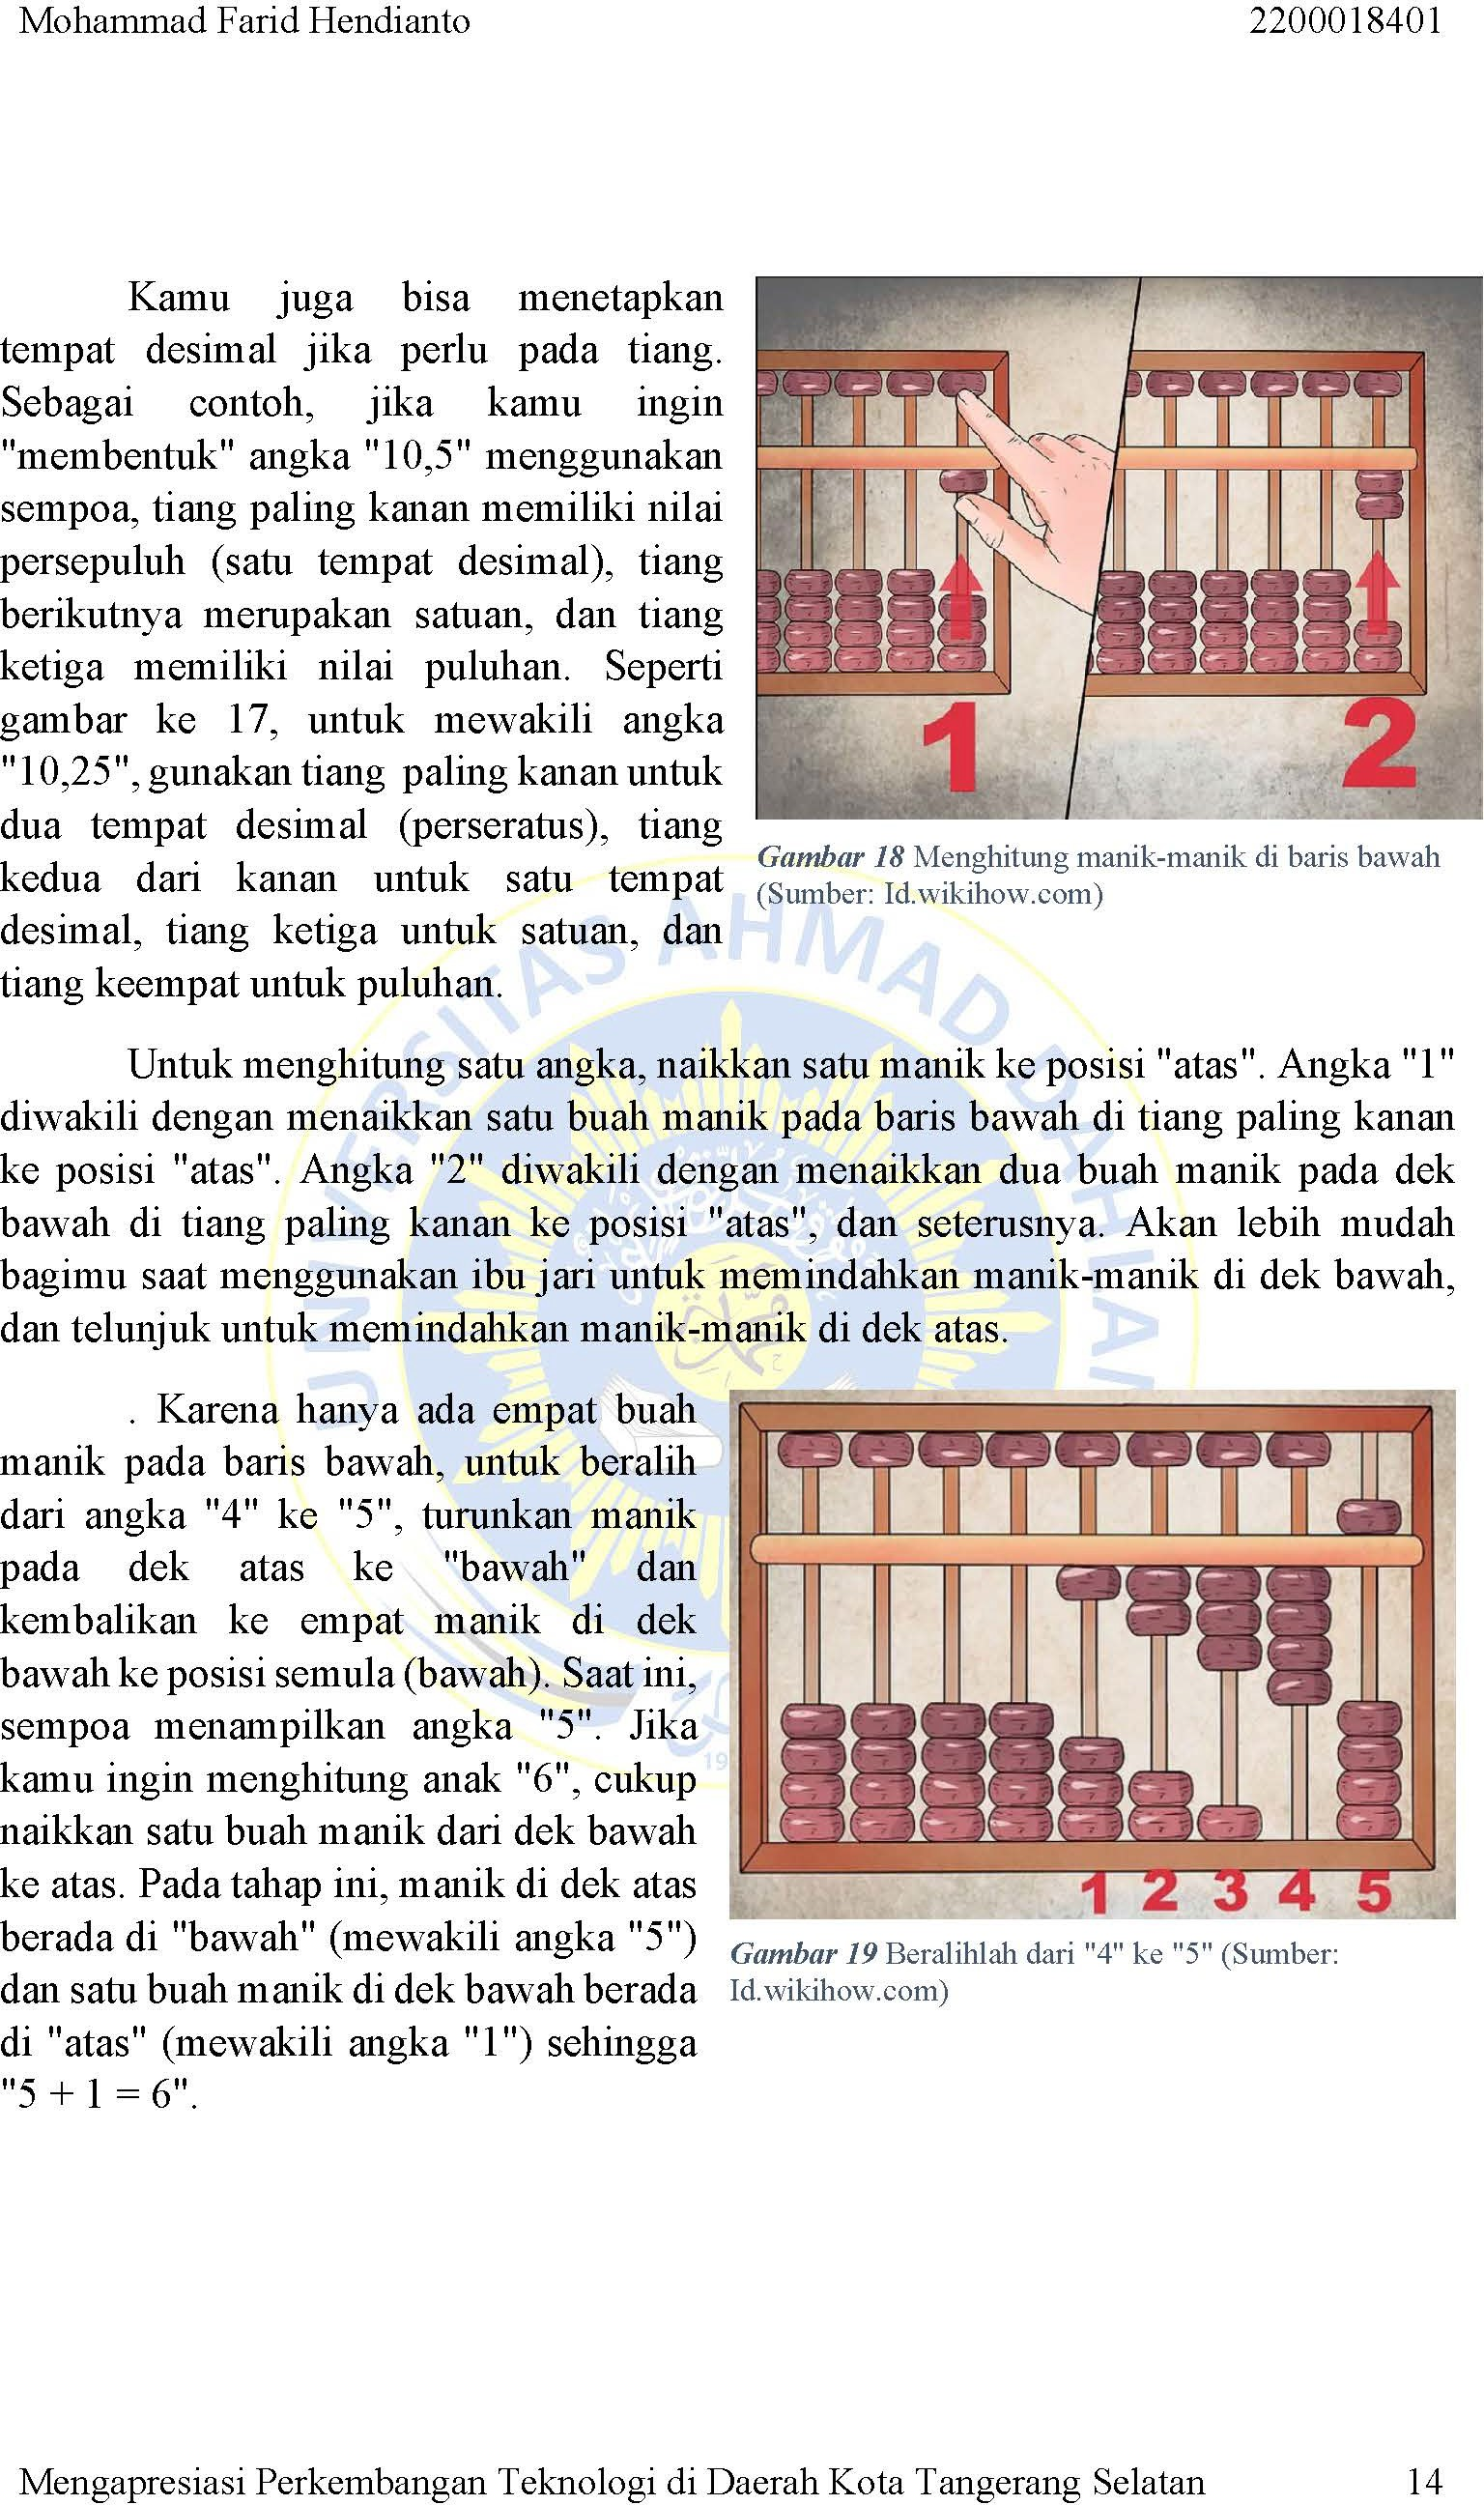 Mohammad Farid Hendianto 2200018401
Kamu juga bisa menetapkan
tempat desimal jika perlu pada tiang.
Sebagai contoh, jika kamu ingin
"membentuk" angka "10,5" menggunakan
sempoa, tiang paling kanan memiliki nilai
persepuluh (satu tempat desimal), tiang
berikutnya merupakan satuan, dan tiang
ketiga memiliki nilai puluhan. Seperti
gambar ke 17, untuk mewakili angka
"10,25", gunakan tiang paling kanan untuk
dua tempat desimal (perseratus), tiang
kedua dari kanan untuk satu tempat
desimal, tiang ketiga untuk satuan, dan
tiang keempat untuk puluhan.
1 2
Gambar 18 Menghitung manik-manik di baris bawah
(Sumber: Id.wikihow.com)
Untuk menghitung satu angka, naikkan satu manik ke posisi "atas". Angka "1"
diwakili dengan menaikkan satu buah manik pada baris bawah di tiang paling kanan
ke posisi "atas". Angka "2" diwakili dengan menaikkan dua buah manik pada dek
bawah di tiang paling kanan ke posisi "atas", dan seterusnya. Akan lebih mudah
bagimu saat menggunakan ibu jari untuk memindahkan manik-manik di dek bawah,
dan telunjuk untuk memindahkan manik-manik di dek atas.
. Karena hanya ada empat buah
manik pada baris bawah, untuk beralih
dari angka "4" ke "5", turunkan manik
pada dek atas ke "bawah" dan
kembalikan ke empat manik di dek
bawah ke posisi semula (bawah). Saat ini,
sempoa menampilkan angka "5". Jika
kamu ingin menghitung anak "6", cukup
naikkan satu buah manik dari dek bawah
ke atas. Pada tahap ini, manik di dek atas
berada di "bawah" (mewakili angka "5")
dan satu buah manik di dek bawah berada
di "atas" (mewakili angka "1") sehingga
"5 + 1 = 6".
1 2 3 4 5
Gambar 19 Beralihlah dari "4" ke "5" (Sumber:
Id.wikihow.com)
UNIVERSITAS AHMAD DAHLAN
19
Mengapresiasi Perkembangan Teknologi di Daerah Kota Tangerang Selatan 14